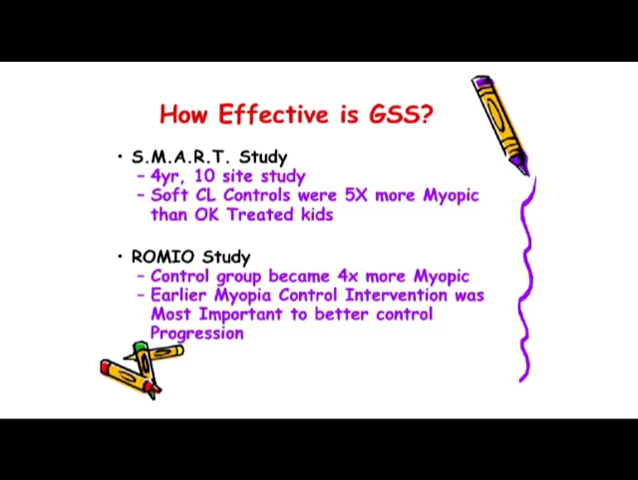 How Effective is GSS?
• S.M.A.R.T. Study
– 4yr, 10 site study
– Soft CL Controls were 5X more Myopic
than OK Treated kids
• ROMIO Study
– Control group became 4x more Myopic
– Earlier Myopia Control Intervention was
Most Important to better control
Progression